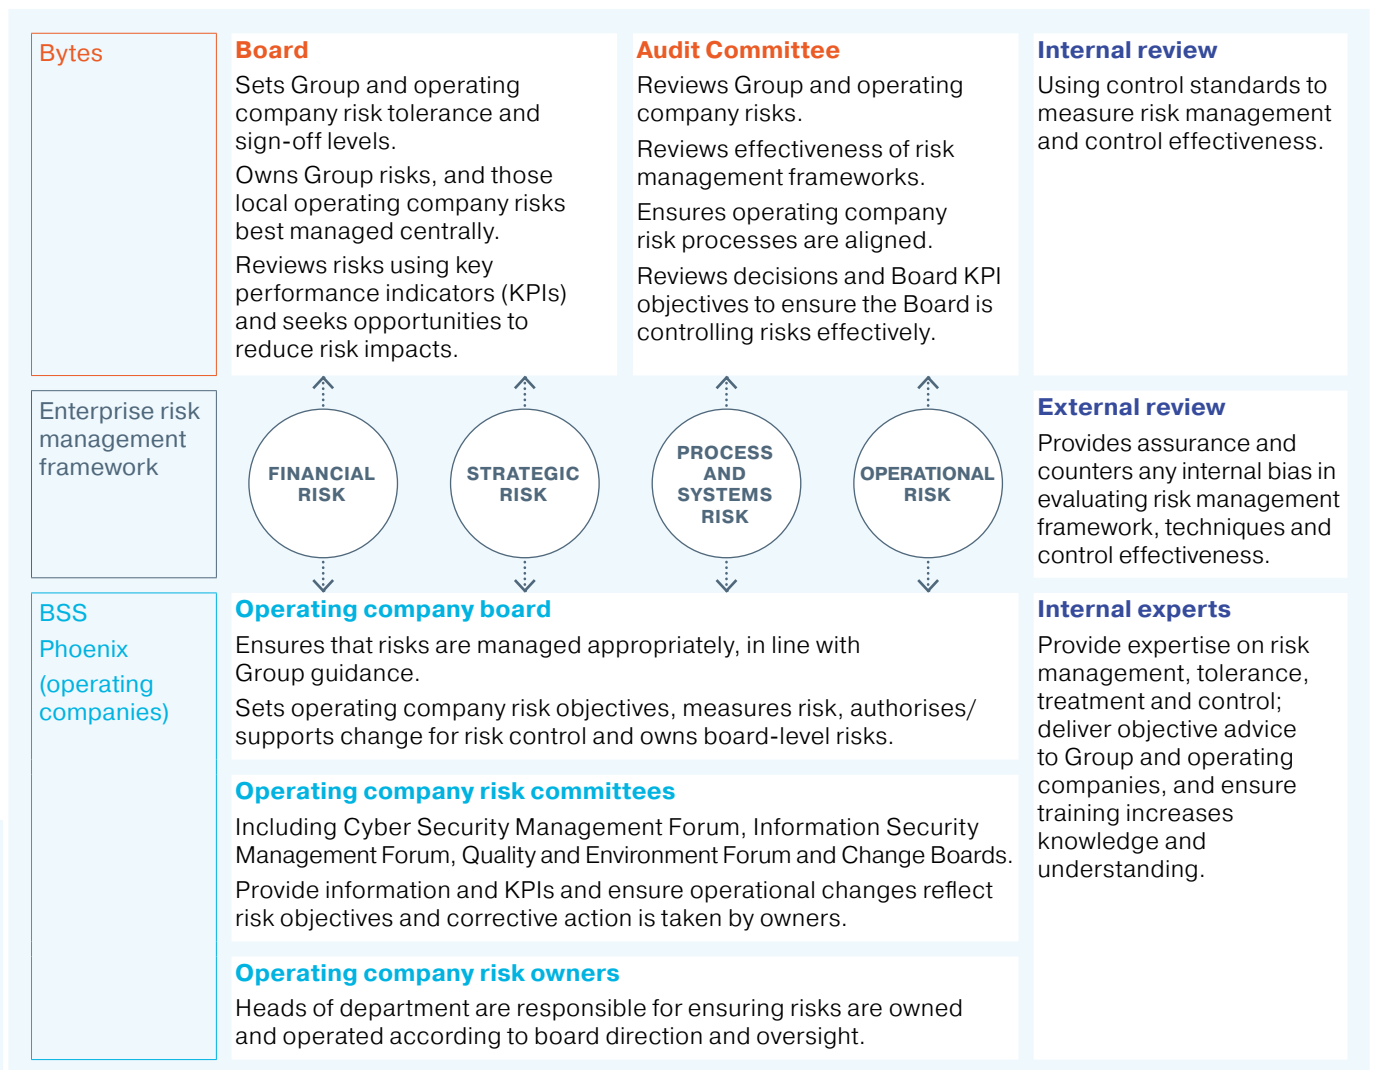 Bytes
Board
Sets Group and operating
company risk tolerance and
sign-off levels.
Owns Group risks, and those
local operating company risks
best managed centrally.
Reviews risks using key
performance indicators (KPIs)
and seeks opportunities to
reduce risk impacts.
Audit Committee
Reviews Group and operating
company risks.
Reviews effectiveness of risk
management frameworks.
Ensures operating company
risk processes are aligned.
Reviews decisions and Board KPI
objectives to ensure the Board is
controlling risks effectively.
Internal review
Using control standards to
measure risk management
and control effectiveness.
Enterprise risk
management
framework
FINANCIAL
RISK
STRATEGIC
RISK
PROCESS
AND
SYSTEMS
RISK
OPERATIONAL
RISK
External review
Provides assurance and
counters any internal bias in
evaluating risk management
framework, techniques and
control effectiveness.
BSS
Phoenix
(operating
companies)
Operating company board
Ensures that risks are managed appropriately, in line with
Group guidance.
Sets operating company risk objectives, measures risk, authorises/
supports change for risk control and owns board-level risks.
Operating company risk committees
Including Cyber Security Management Forum, Information Security
Management Forum, Quality and Environment Forum and Change Boards.
Provide information and KPIs and ensure operational changes reflect
risk objectives and corrective action is taken by owners.
Operating company risk owners
Heads of department are responsible for ensuring risks are owned
and operated according to board direction and oversight.
Internal experts
Provide expertise on risk
management, tolerance,
treatment and control;
deliver objective advice
to Group and operating
companies, and ensure
training increases
knowledge and
understanding.